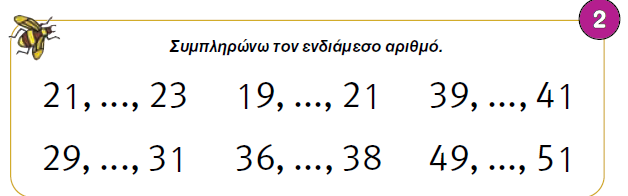 2
Συμπληρώνω τον ενδιάμεσο αριθμό.
21, ..., 23 19, ..., 21 39, ..., 41
29, ..., 31 36, ..., 38 49, ..., 51